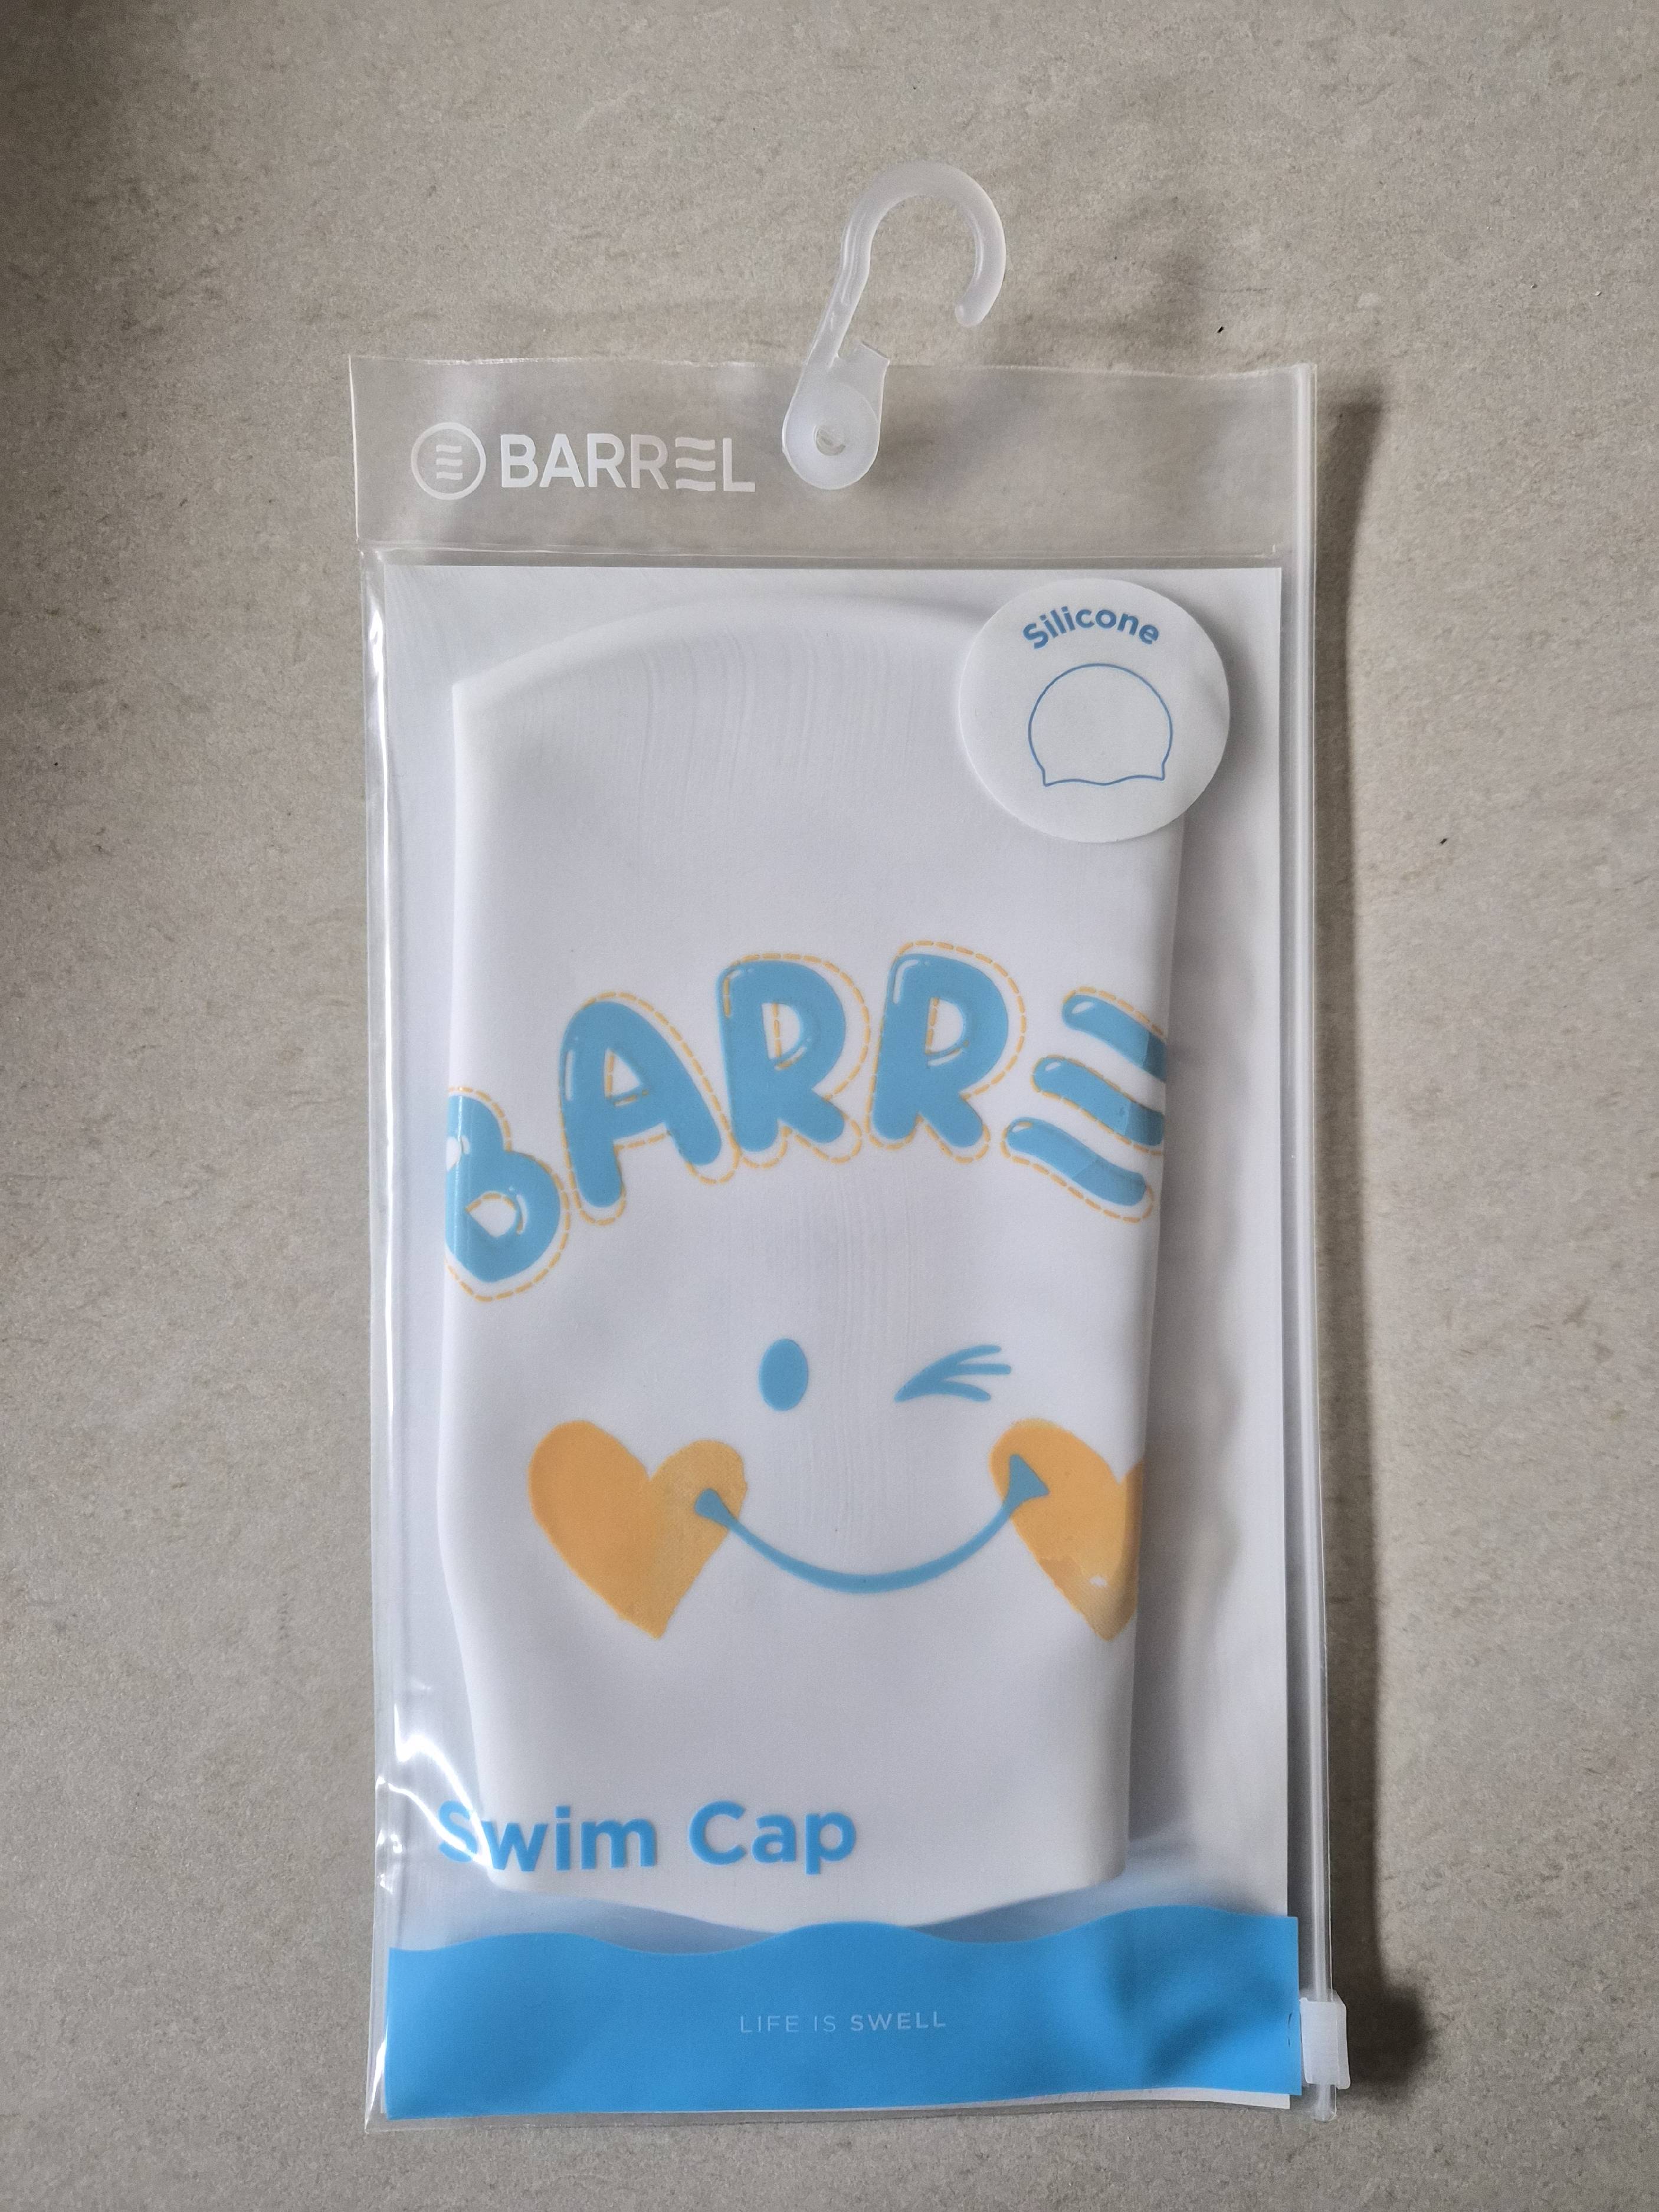 BARREL
Silicone
BARRE
Swim Cap
LIFE IS SWELL